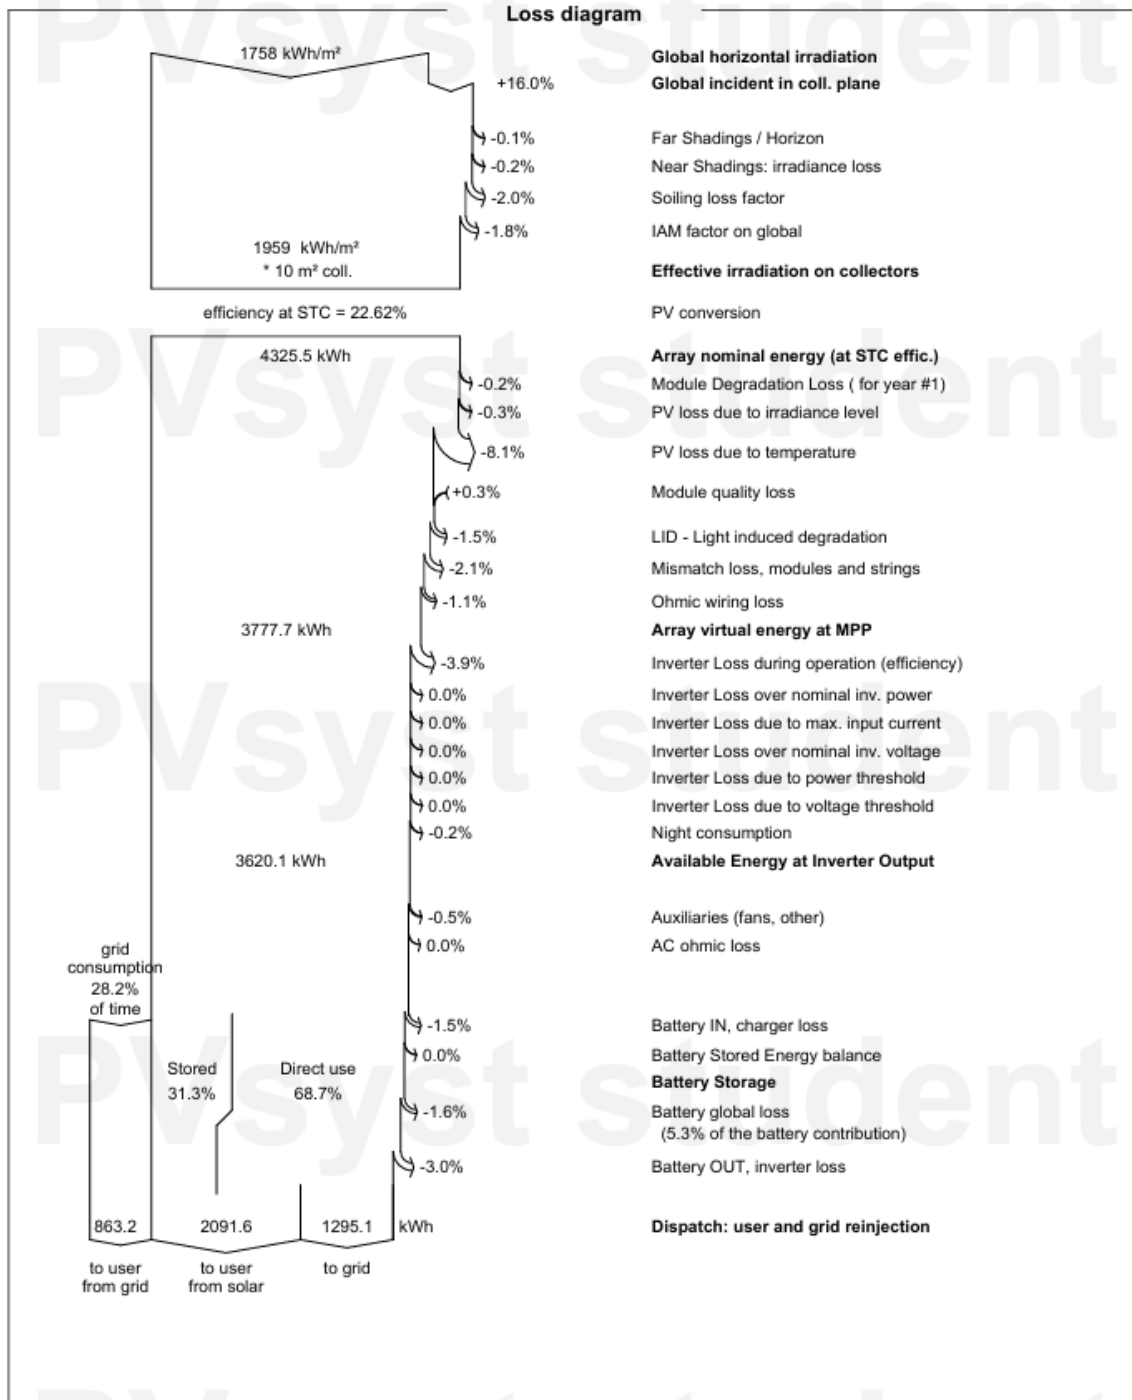 Loss diagram
1758 kWh/m²
Global horizontal irradiation
+16.0%
Global incident in coll. plane
-0.1%
Far Shadings / Horizon
-0.2%
Near Shadings: irradiance loss
-2.0%
Soiling loss factor
-1.8%
IAM factor on global
1959 kWh/m²
* 10 m² coll.
Effective irradiation on collectors
efficiency at STC = 22.62%
PV conversion
4325.5 kWh
Array nominal energy (at STC effic.)
-0.2%
Module Degradation Loss ( for year #1)
-0.3%
PV loss due to irradiance level
-8.1%
PV loss due to temperature
+0.3%
Module quality loss
-1.5%
LID - Light induced degradation
-2.1%
Mismatch loss, modules and strings
-1.1%
Ohmic wiring loss
3777.7 kWh
Array virtual energy at MPP
-3.9%
Inverter Loss during operation (efficiency)
0.0%
Inverter Loss over nominal inv. power
0.0%
Inverter Loss due to max. input current
0.0%
Inverter Loss over nominal inv. voltage
0.0%
Inverter Loss due to power threshold
0.0%
Inverter Loss due to voltage threshold
-0.2%
Night consumption
3620.1 kWh
Available Energy at Inverter Output
-0.5%
Auxiliaries (fans, other)
0.0%
AC ohmic loss
grid
consumption
28.2%
of time
-1.5%
Battery IN, charger loss
0.0%
Battery Stored Energy balance
Stored
31.3%
Direct use
68.7%
Battery Storage
-1.6%
Battery global loss
(5.3% of the battery contribution)
-3.0%
Battery OUT, inverter loss
863.2
2091.6
1295.1
kWh
Dispatch: user and grid reinjection
to user
from grid
to user
from solar
to grid
PVsyst student
PVsyst student
PVsyst student
PVsyst student